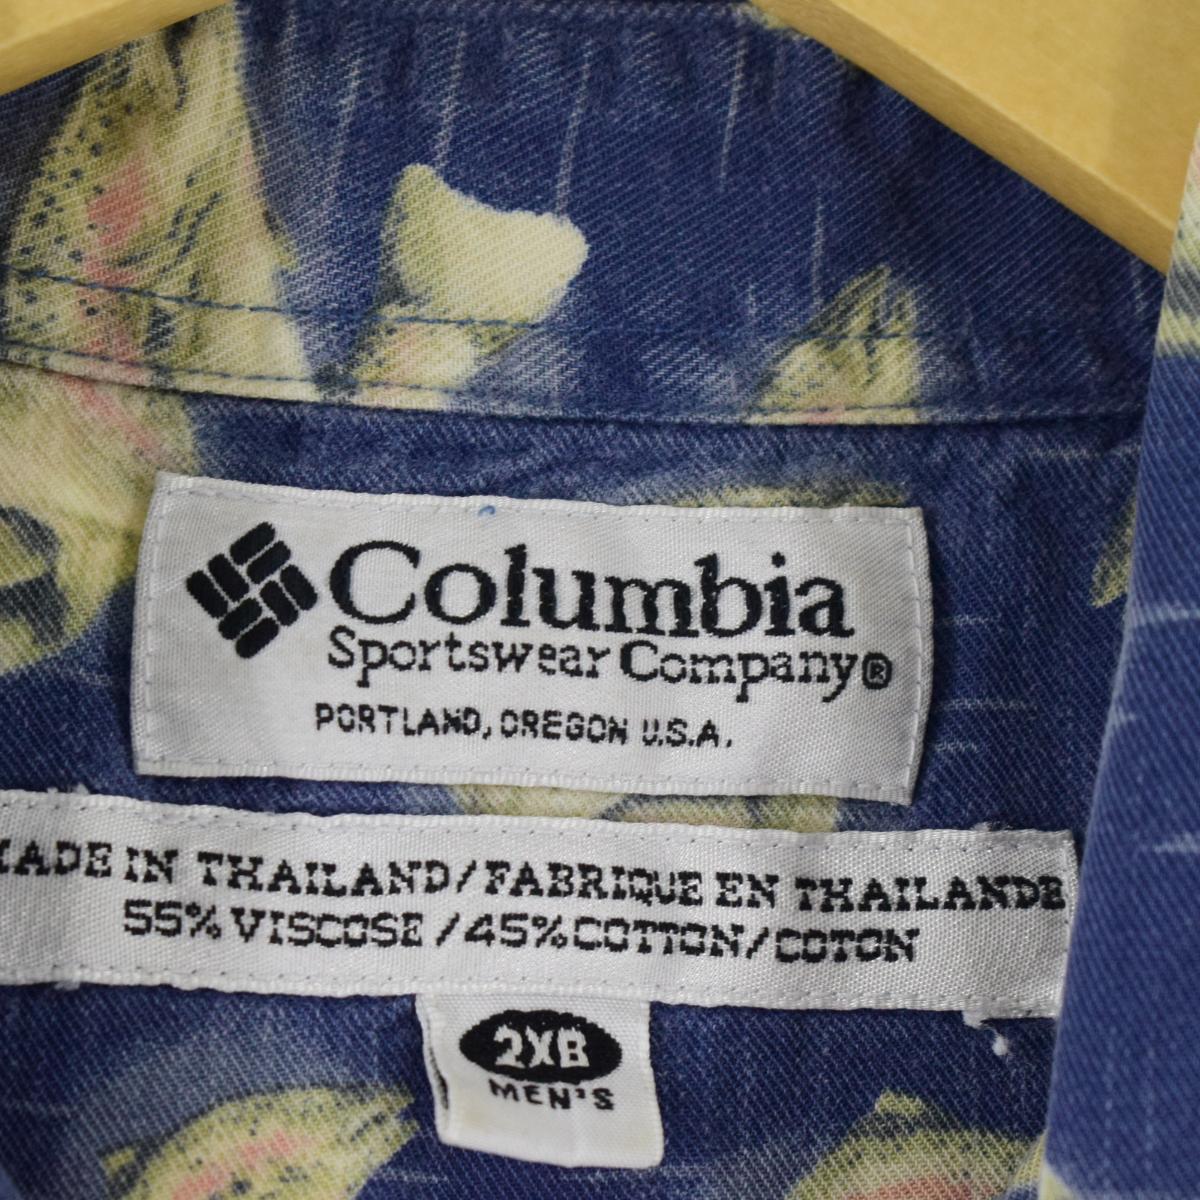 Columbia
Sportswear Company®
PORTLAND, OREGON U.S.A.
MADE IN THAILAND/FABRIQUE EN THAILANDE
55% VISCOSE /45% COTTON/COTON
2XB
MEN'S